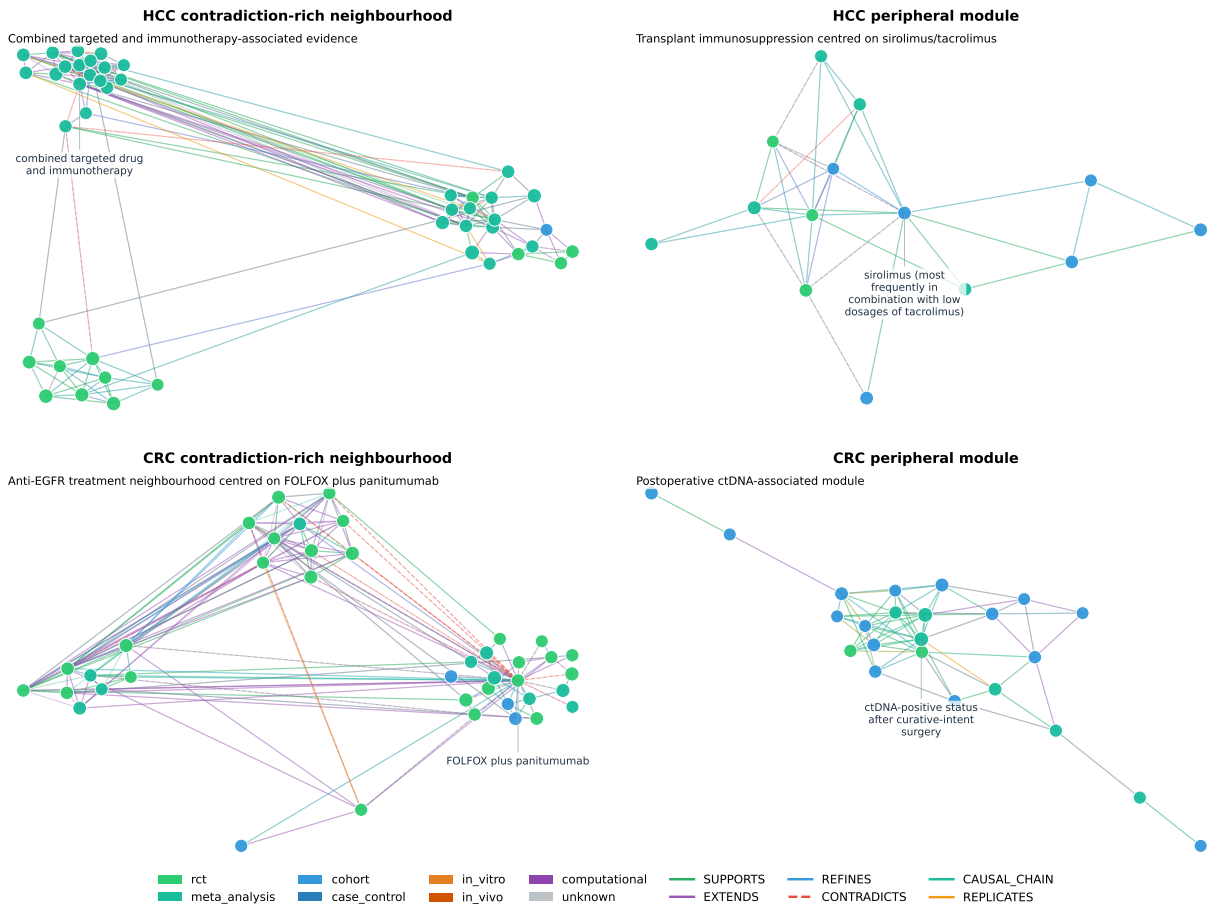 HCC contradiction-rich neighbourhood
Combined targeted and immunotherapy-associated evidence
combined targeted drug
and immunotherapy
HCC peripheral module
Transplant immunosuppression centred on sirolimus/tacrolimus
sirolimus (most
frequently in
combination with low
dosages of tacrolimus)
CRC contradiction-rich neighbourhood
Anti-EGFR treatment neighbourhood centred on FOLFOX plus panitumumab
FOLFOX plus panitumumab
CRC peripheral module
Postoperative ctDNA-associated module
ctDNA-positive status
after curative-intent
surgery
rct
meta_analysis
cohort
case_control
in_vitro
in_vivo
computational
unknown
SUPPORTS
EXTENDS
REFINES
CONTRADICTS
CAUSAL_CHAIN
REPLICATES